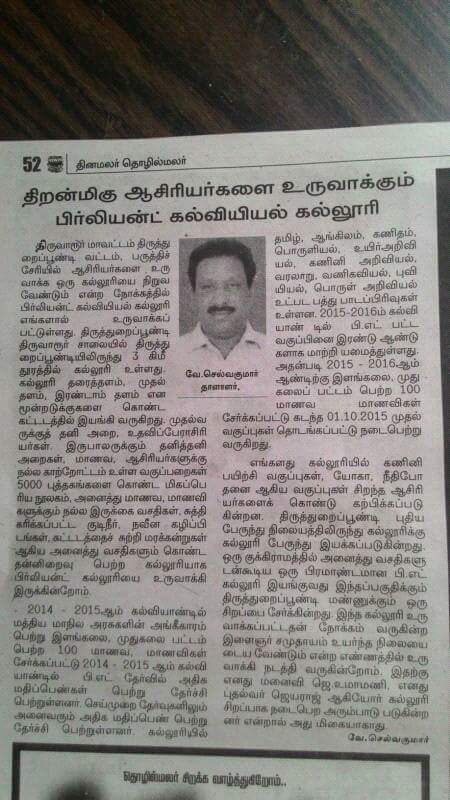 52 தினமலர் தொழில்மலர்
திறன்மிகு ஆசிரியர்களை உருவாக்கும்
பிர்லியன்ட் கல்வியியல் கல்லூரி
திருவாரூர் மாவட்டம் திருத்து
றைப்பூண்டி வட்டம், பருத்திச்
சேரியில் ஆசிரியர்களை உரு
வாக்க ஒரு கல்லூரியை நிறுவ
வேண்டும் என்ற நோக்கத்தில்
பிர்லியன்ட் கல்வியியல் கல்லூரி
எங்களால் உருவாக்கப்
பட்டுள்ளது. திருத்துறைப்பூண்டி
திருவாரூர் சாலையில் திருத்து
றைப்பூண்டியிலிருந்து 3 கிமீ
தூரத்தில் கல்லூரி உள்ளது.
கல்லூரி தரைத்தளம், முதல்
தளம், இரண்டாம் தளம் என
மூன்றடுக்குகளை கொண்ட
கட்டடத்தில் இயங்கி வருகிறது. முதல்வ
ருக்குத் தனி அறை, உதவிப்பேராசிரி
யர்கள். இருபாலருக்கும் தனித்தனி
அறைகள், மாணவ, ஆசிரியர்களுக்கு
நல்ல காற்றோட்டம் உள்ள வகுப்பறைகள்
5000 புத்தகங்களை கொண்ட மிகப்பெ
ரிய நூலகம், அனைத்து மாணவ, மாணவி
களுக்கும் நல்ல இருக்கை வசதிகள், சுத்தி
கரிக்கப்பட்ட குடிநீர், நவீன கழிப்பி
டங்கள், சுட்டத்தைச் சுற்றி மரக்கன்றுகள்
ஆகிய அனைத்து வசதிகளும் கொண்ட
தன்னிறைவு பெற்ற கல்லூரியாக
பிர்லியன்ட் கல்லூரியை உருவாக்கி
இருக்கிறோம்.
- 2014 - 2015ஆம் கல்வியாண்டில்
மத்திய மாநில அரசுகளின் அங்கீகாரம்
பெற்று இளங்கலை, முதுகலை பட்டம்
பெற்ற 100 மாணவ, மாணவிகள்
சேர்க்கப்பட்டு 2014 - 2015 ஆம் கல்வி
யாண்டில் பி.எட் தேர்வில் அதிக
மதிப்பெண்கள் பெற்று தேர்ச்சி
பெற்றுள்ளனர். செய்முறை தேர்வுகளிலும்
அனைவரும் அதிக மதிப்பெண் பெற்று
தேர்ச்சி பெற்றுள்ளனர். கல்லூரியில்
வே.செல்வகுமார்
தாளாளர்.
தமிழ், ஆங்கிலம், கணிதம்,
பொருளியல், உயிர்அறிவி
யல், கணினி அறிவியல்,
வரலாறு, வணிகவியல், புவி
யியல், பொருள் அறிவியல்
உட்பட பத்து பாடப்பிரிவுகள்
உள்ளன. 2015-2016ம் கல்வி
யாண் டில் பி.எட் பட்ட
வகுப்பினை இரண்டு ஆண்டு
களாக மாற்றி யமைத்துள்ளது.
அதன்படி 2015 - 2016ஆம்
ஆண்டிற்கு இளங்கலை, முது
கலைப் பட்டம் பெற்ற 100
மாணவ மாணவிகள்
சேர்க்கப்பட்டு கடந்த 01.10.2015 முதல்
வகுப்புகள் தொடங்கப்பட்டு நடைபெற்று
வருகிறது.
எங்களது கல்லூரியில் கணினி
பயிற்சி வகுப்புகள், யோகா, நீதிபோ
தனை ஆகிய வகுப்புகள் சிறந்த ஆசிரி
யர்களைக் கொண்டு கற்பிக்கப்படு
கின்றன. திருத்துறைப்பூண்டி புதிய
பேருந்து நிலையத்திலிருந்து கல்லூரிக்கு
கல்லூரி பேருந்து இயக்கப்படுகின்றது.
ஒரு குக்கிராமத்தில் அனைத்து வசதிகளு
டன்கூடிய ஒரு பிரமாண்டமான பி.எட்
கல்லூரி இயங்குவது இந்தப்பகுதிக்கும்
திருத்துறைப்பூண்டி மண்ணுக்கும் ஒரு
சிறப்பை சேர்க்கின்றது. இந்த கல்லூரி உரு
வாக்கப்பட்டதன் நோக்கம் வருகின்ற
இளைஞர் சமுதாயம் உயர்ந்த நிலையை
அடைய வேண்டும் என்ற எண்ணத்தில் உரு
வாக்கி நடத்தி வருகின்றோம். இதற்கு
எனது மனைவி ஜெ.உமாமணி, எனது
புதல்வர் ஜெயராஜ் ஆகியோர் கல்லூரி
சிறப்பாக நடைபெற அரும்பாடு படுகின்ற
னர் என்றால் அது மிகையாகாது.
வே.செல்வகுமார்
தொழில்மலர் சிறக்க வாழ்த்துகிறோம்..